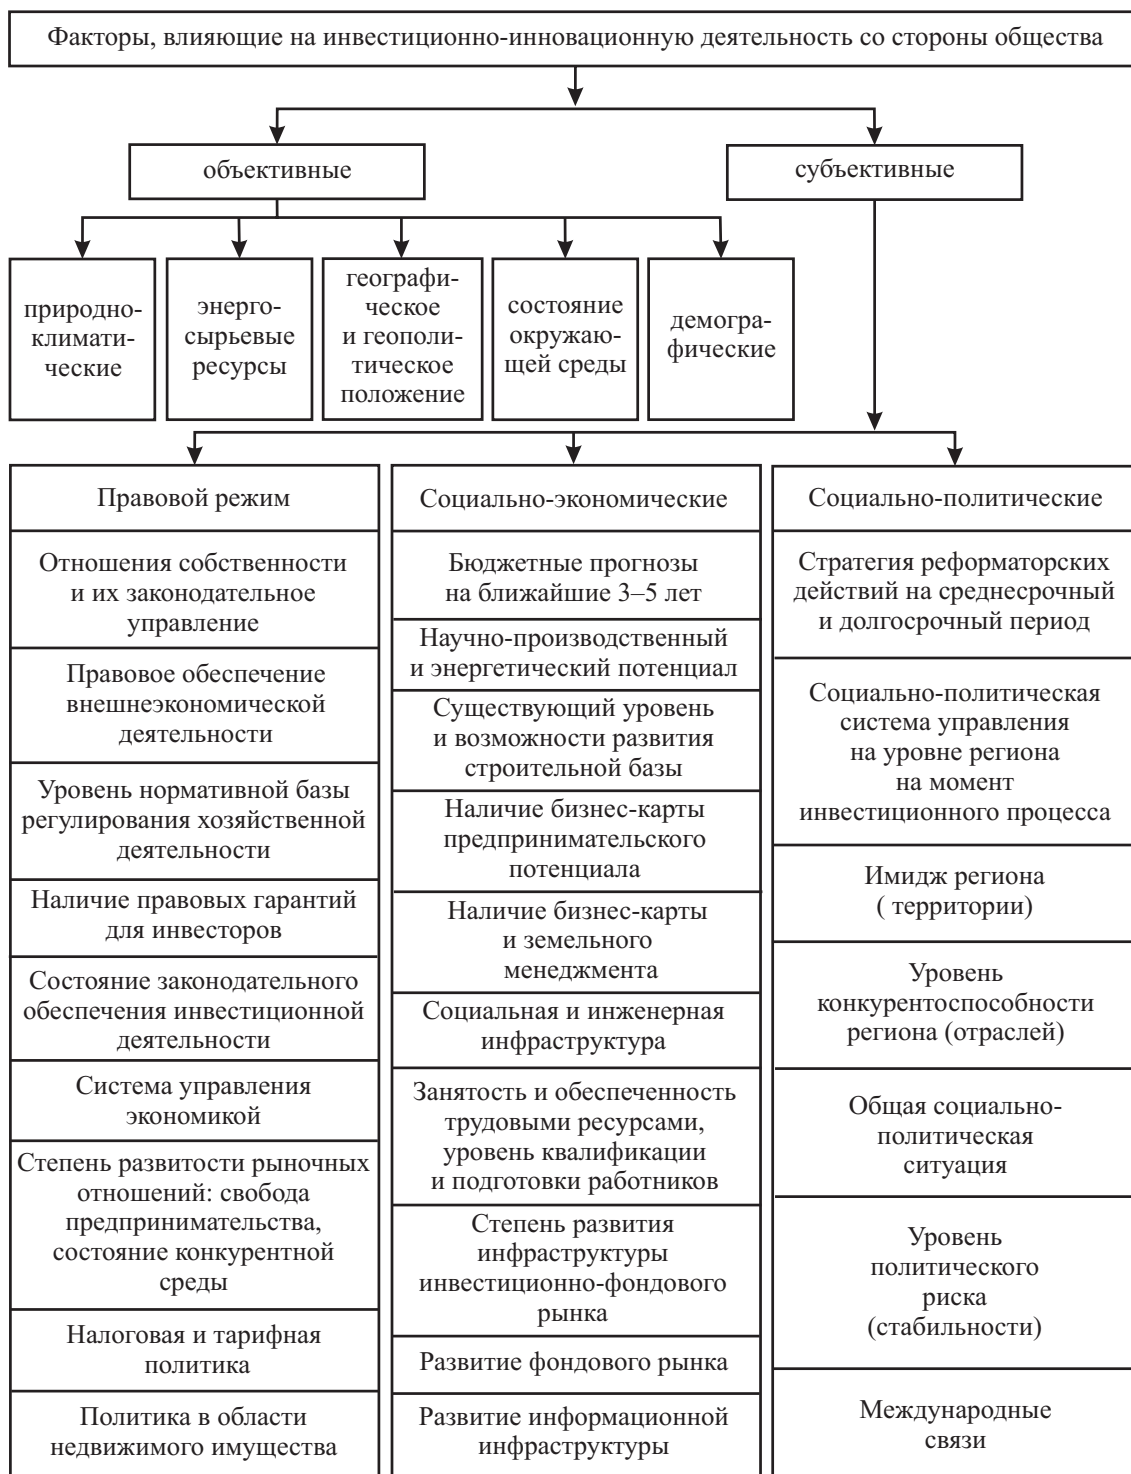 Факторы, влияющие на инвестиционно-инновационную деятельность со стороны общества
объективные
субъективные
природно-
климати-
ческие
энерго-
сырьевые
ресурсы
географи-
ческое
и геополи-
тическое
положение
состояние
окружаю-
щей среды
демогра-
фические
Правовой режим
Отношения собственности
и их законодательное
управление
Правовое обеспечение
внешнеэкономической
деятельности
Уровень нормативной базы
регулирования хозяйственной
деятельности
Наличие правовых гарантий
для инвесторов
Состояние законодательного
обеспечения инвестиционной
деятельности
Система управления
экономикой
Степень развитости рыночных
отношений: свобода
предпринимательства,
состояние конкурентной
среды
Налоговая и тарифная
политика
Политика в области
недвижимого имущества
Социально-экономические
Бюджетные прогнозы
на ближайшие 3–5 лет
Научно-производственный
и энергетический потенциал
Существующий уровень
и возможности развития
строительной базы
Наличие бизнес-карты
предпринимательского
потенциала
Наличие бизнес-карты
и земельного
менеджмента
Социальная и инженерная
инфраструктура
Занятость и обеспеченность
трудовыми ресурсами,
уровень квалификации
и подготовки работников
Степень развития
инфраструктуры
инвестиционно-фондового
рынка
Развитие фондового рынка
Развитие информационной
инфраструктуры
Социально-политические
Стратегия реформаторских
действий на среднесрочный
и долгосрочный период
Социально-политическая
система управления
на уровне региона
на момент
инвестиционного процесса
Имидж региона
( территории)
Уровень
конкурентоспособности
региона (отраслей)
Общая социально-
политическая
ситуация
Уровень
политического
риска
(стабильности)
Международные
связи